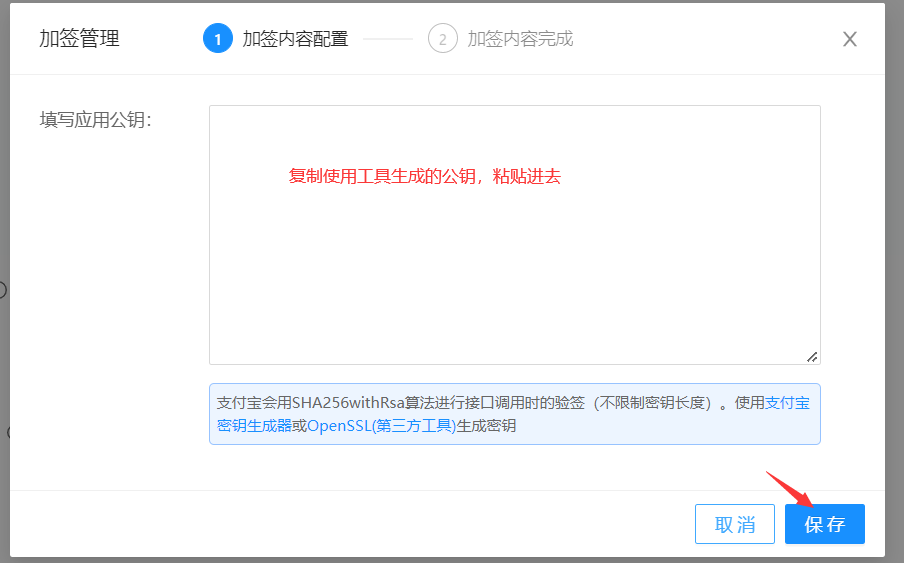 加签管理
1 加签内容配置
2 加签内容完成
X
填写应用公钥：
复制使用工具生成的公钥，粘贴进去
支付宝会用SHA256withRsa算法进行接口调用时的验签（不限制密钥长度）。使用支付宝
密钥生成器或OpenSSL(第三方工具)生成密钥
取消
保存